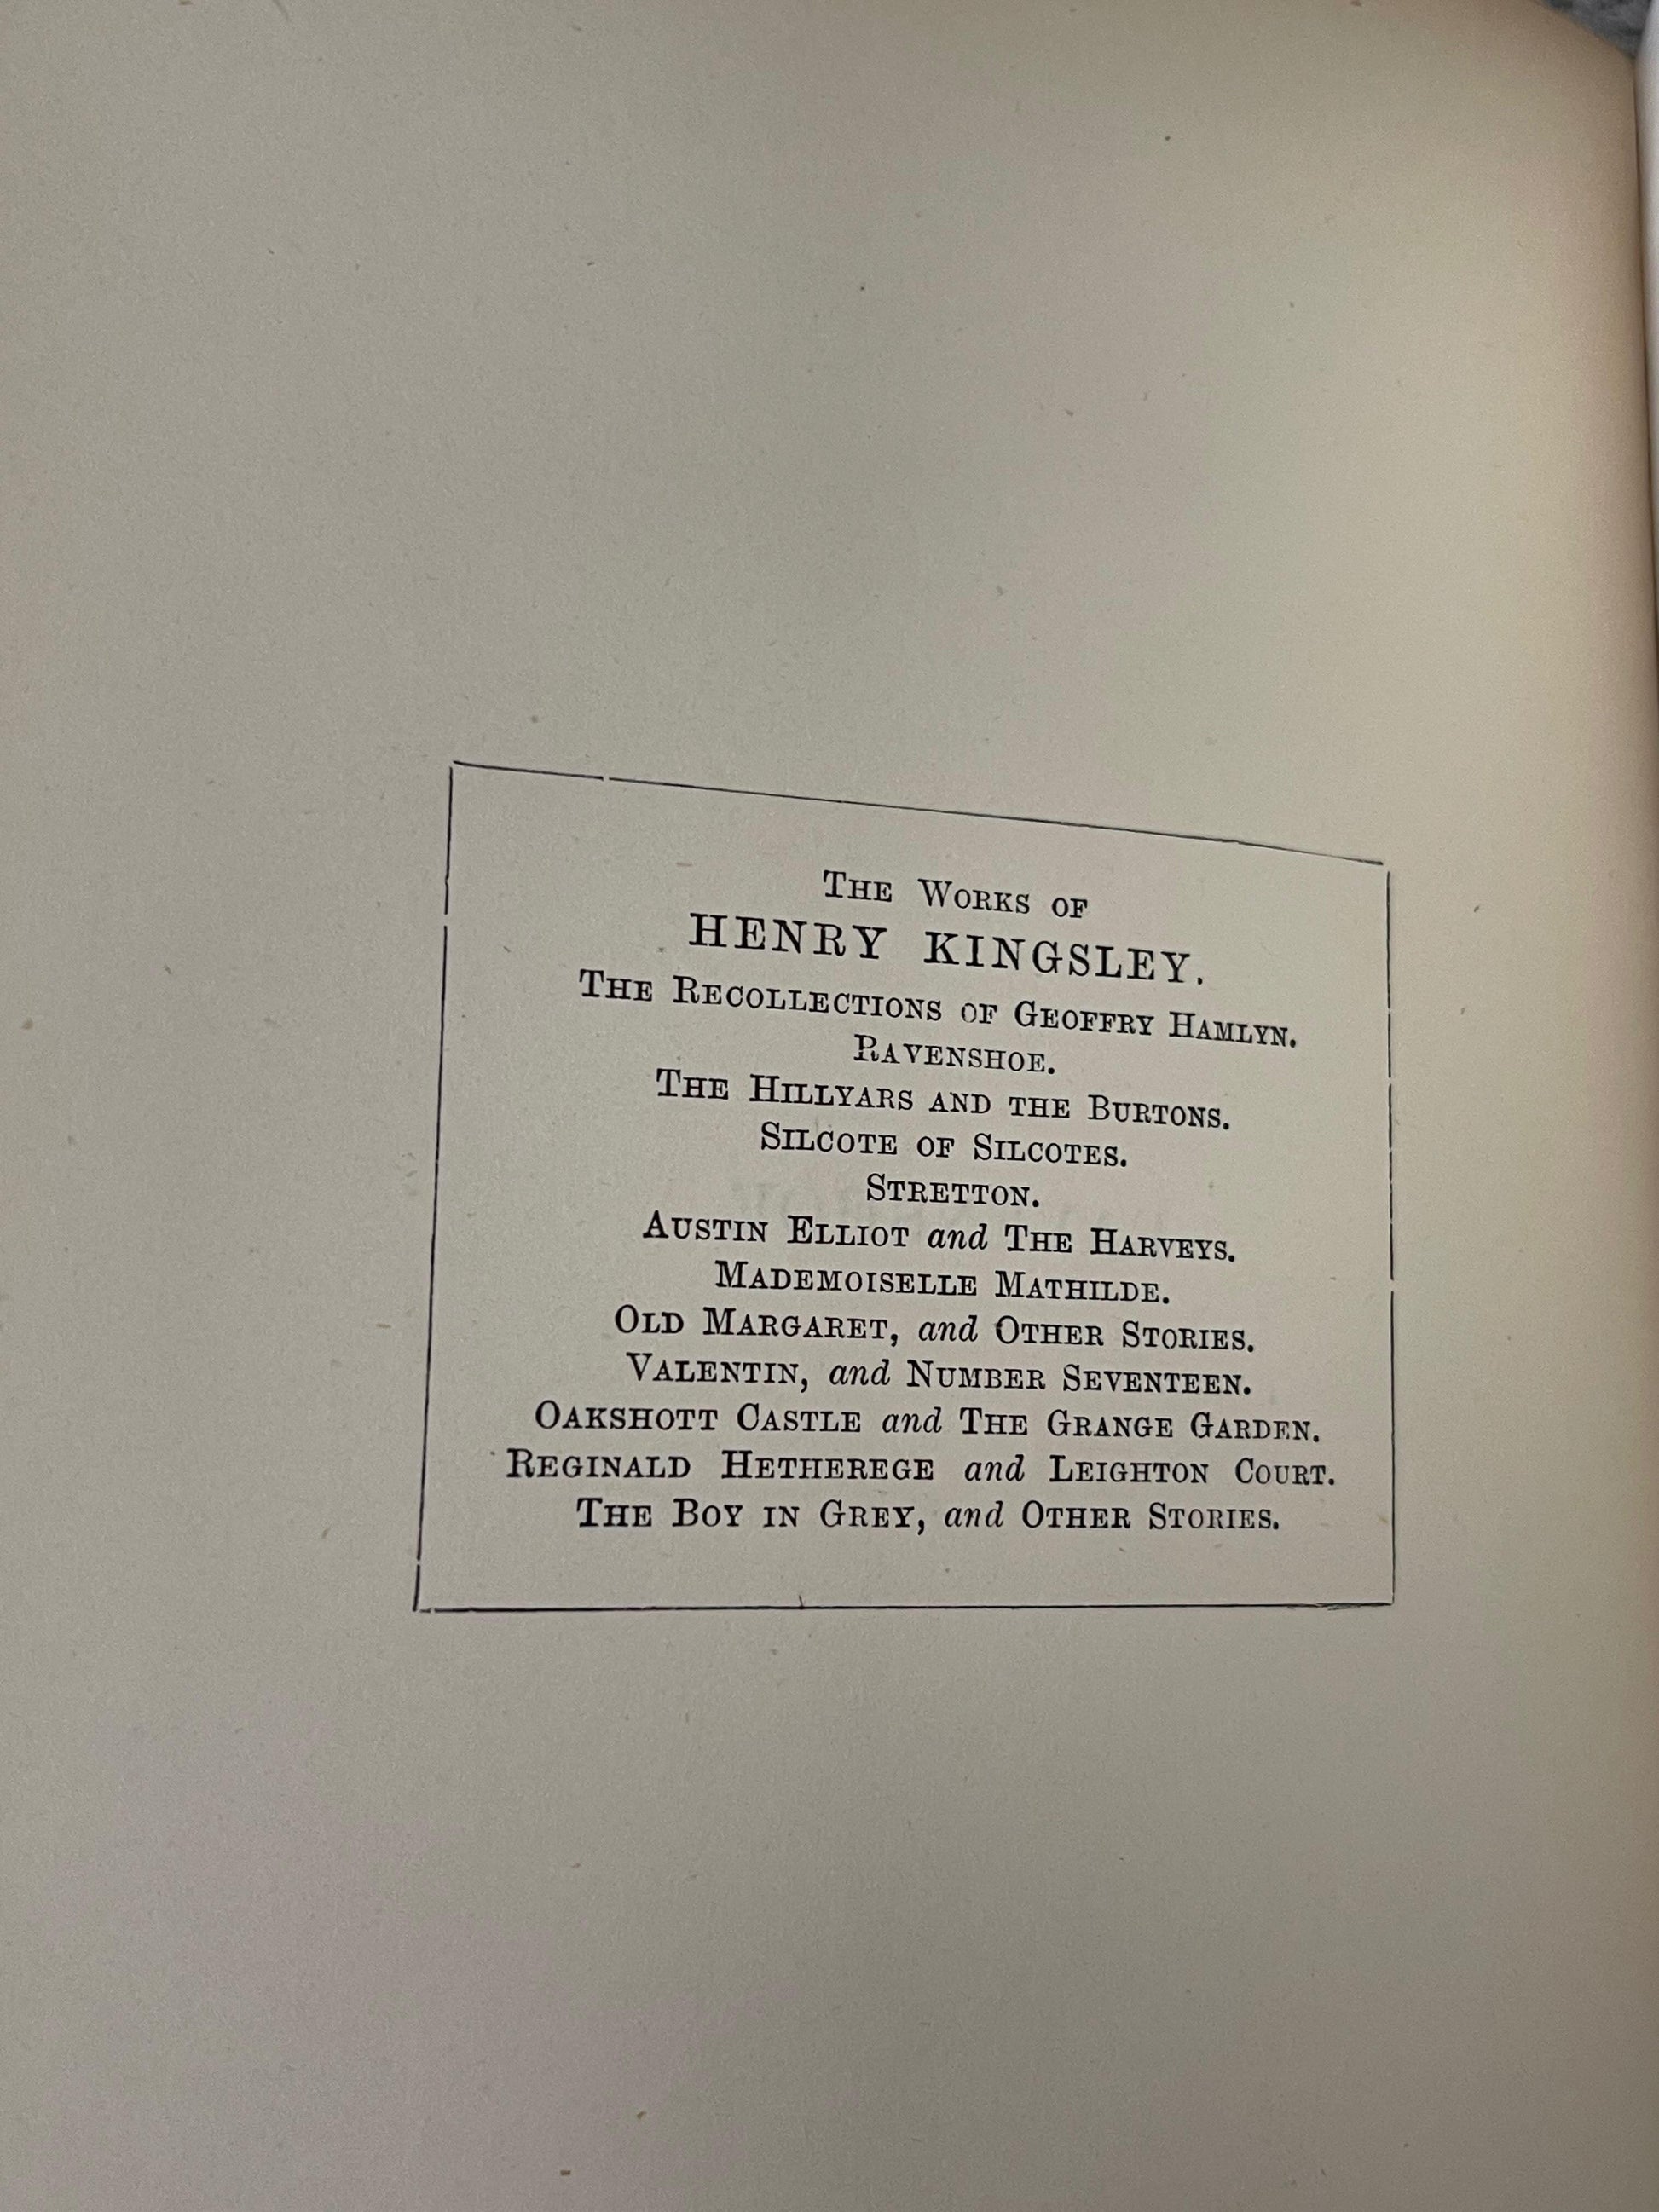 The Works of
HENRY KINGSLEY.
The Recollections of Geoffry Hamlyn.
Ravenshoe.
The Hillyars and the Burtons.
Silcote of Silcotes.
Stretton.
Austin Elliot and The Harveys.
Mademoiselle Mathilde.
Old Margaret, and Other Stories.
Valentin, and Number Seventeen.
Oakshott Castle and The Grange Garden.
Reginald Hetherege and Leighton Court.
The Boy in Grey, and Other Stories.